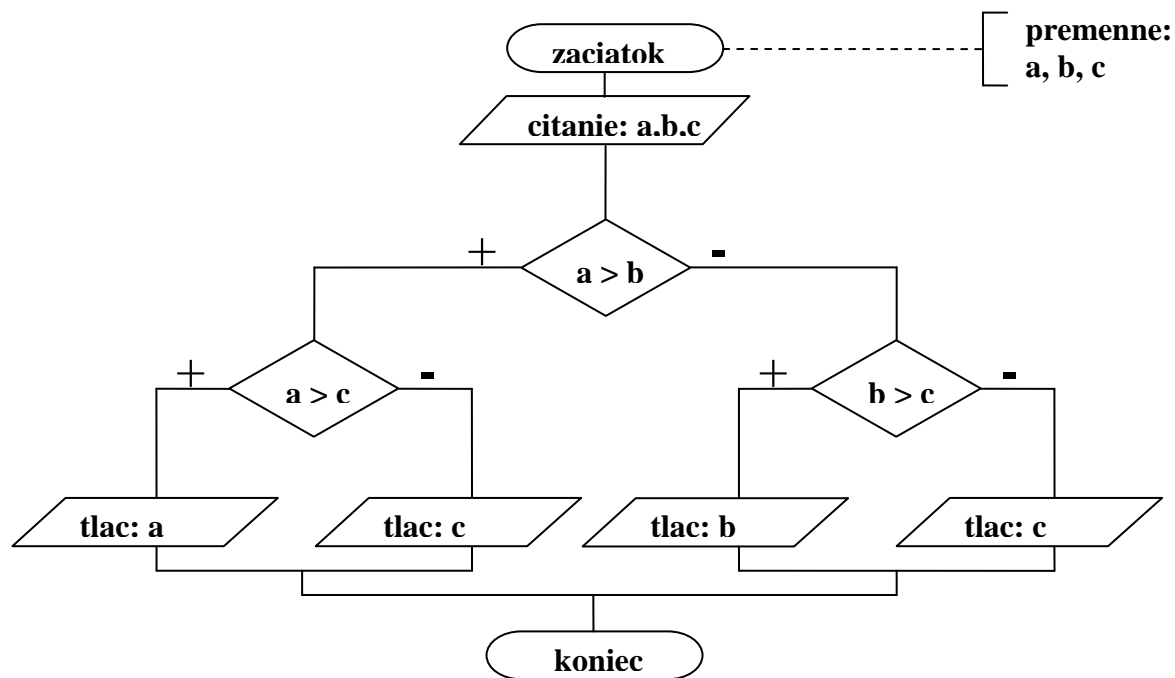 zaciatok
premenne:
a, b, c
citanie: a.b.c
+
-
a > b
+
-
a > c
+
-
b > c
tlac: a
tlac: c
tlac: b
tlac: c
koniec